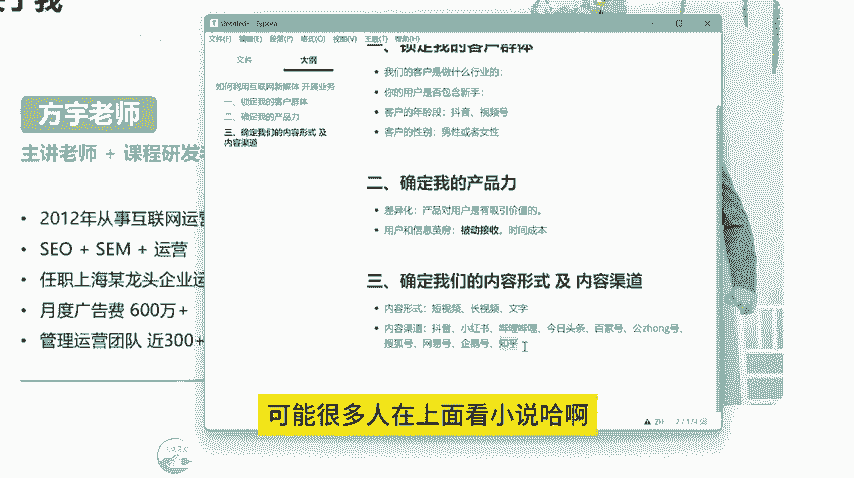 方宇老师
主讲老师 + 课程研发
2012年从事互联网运营
SEO + SEM + 运营
任职上海某龙头企业运
月度广告费 600万+
管理运营团队 近300+
文件(F) 编辑(E) 段落(P) 格式(O) 视图(V) 主题(T) 帮助(H)
文件 大纲
如何利用互联网新媒体 开展业务
一、锁定我的客户群体
二、确定我的产品力
三、确定我们的内容形式 及 内容渠道
一、锁定我的客户群体
我们的客户是做什么行业的:
你的用户是否包含新手:
客户的年龄段:抖音、视频号
客户的性别:男性或者女性
二、确定我的产品力
差异化:产品对用户是有吸引价值的。
用户和信息茧房:被动接收,时间成本
三、确定我们的内容形式 及 内容渠道
内容形式:短视频、长视频、文字
内容渠道:抖音、小红书、哔哩哔哩、今日头条、百家号、公zhong号、
搜狐号、网易号、企鹅号、知乎
可能很多人在上面看小说哈啊